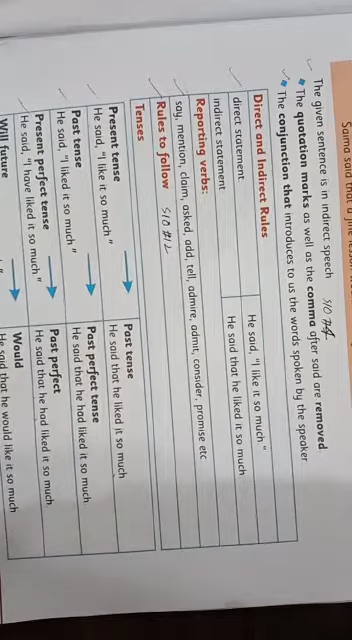 Saima said that a
The given sentence is in indirect speech
The quotation marks as well as the comma after said are removed.
The conjunction that introduces to us the words spoken by the speaker
Direct and Indirect Rules
direct statement He said, "I like it so much "
indirect statement He said that he liked it so much
Reporting verbs:
say, mention, claim, asked, add, tell, admire, admit, consider, promise etc
Rules to follow
Tenses
Present tense Past tense
He said, "I like it so much " He said that he liked it so much
Past tense Past perfect tense
He said, "I liked it so much " He said that he had liked it so much
Present perfect tense Past perfect
He said, "I have liked it so much " He said that he had liked it so much
Will future Would
He said that he would like it so much